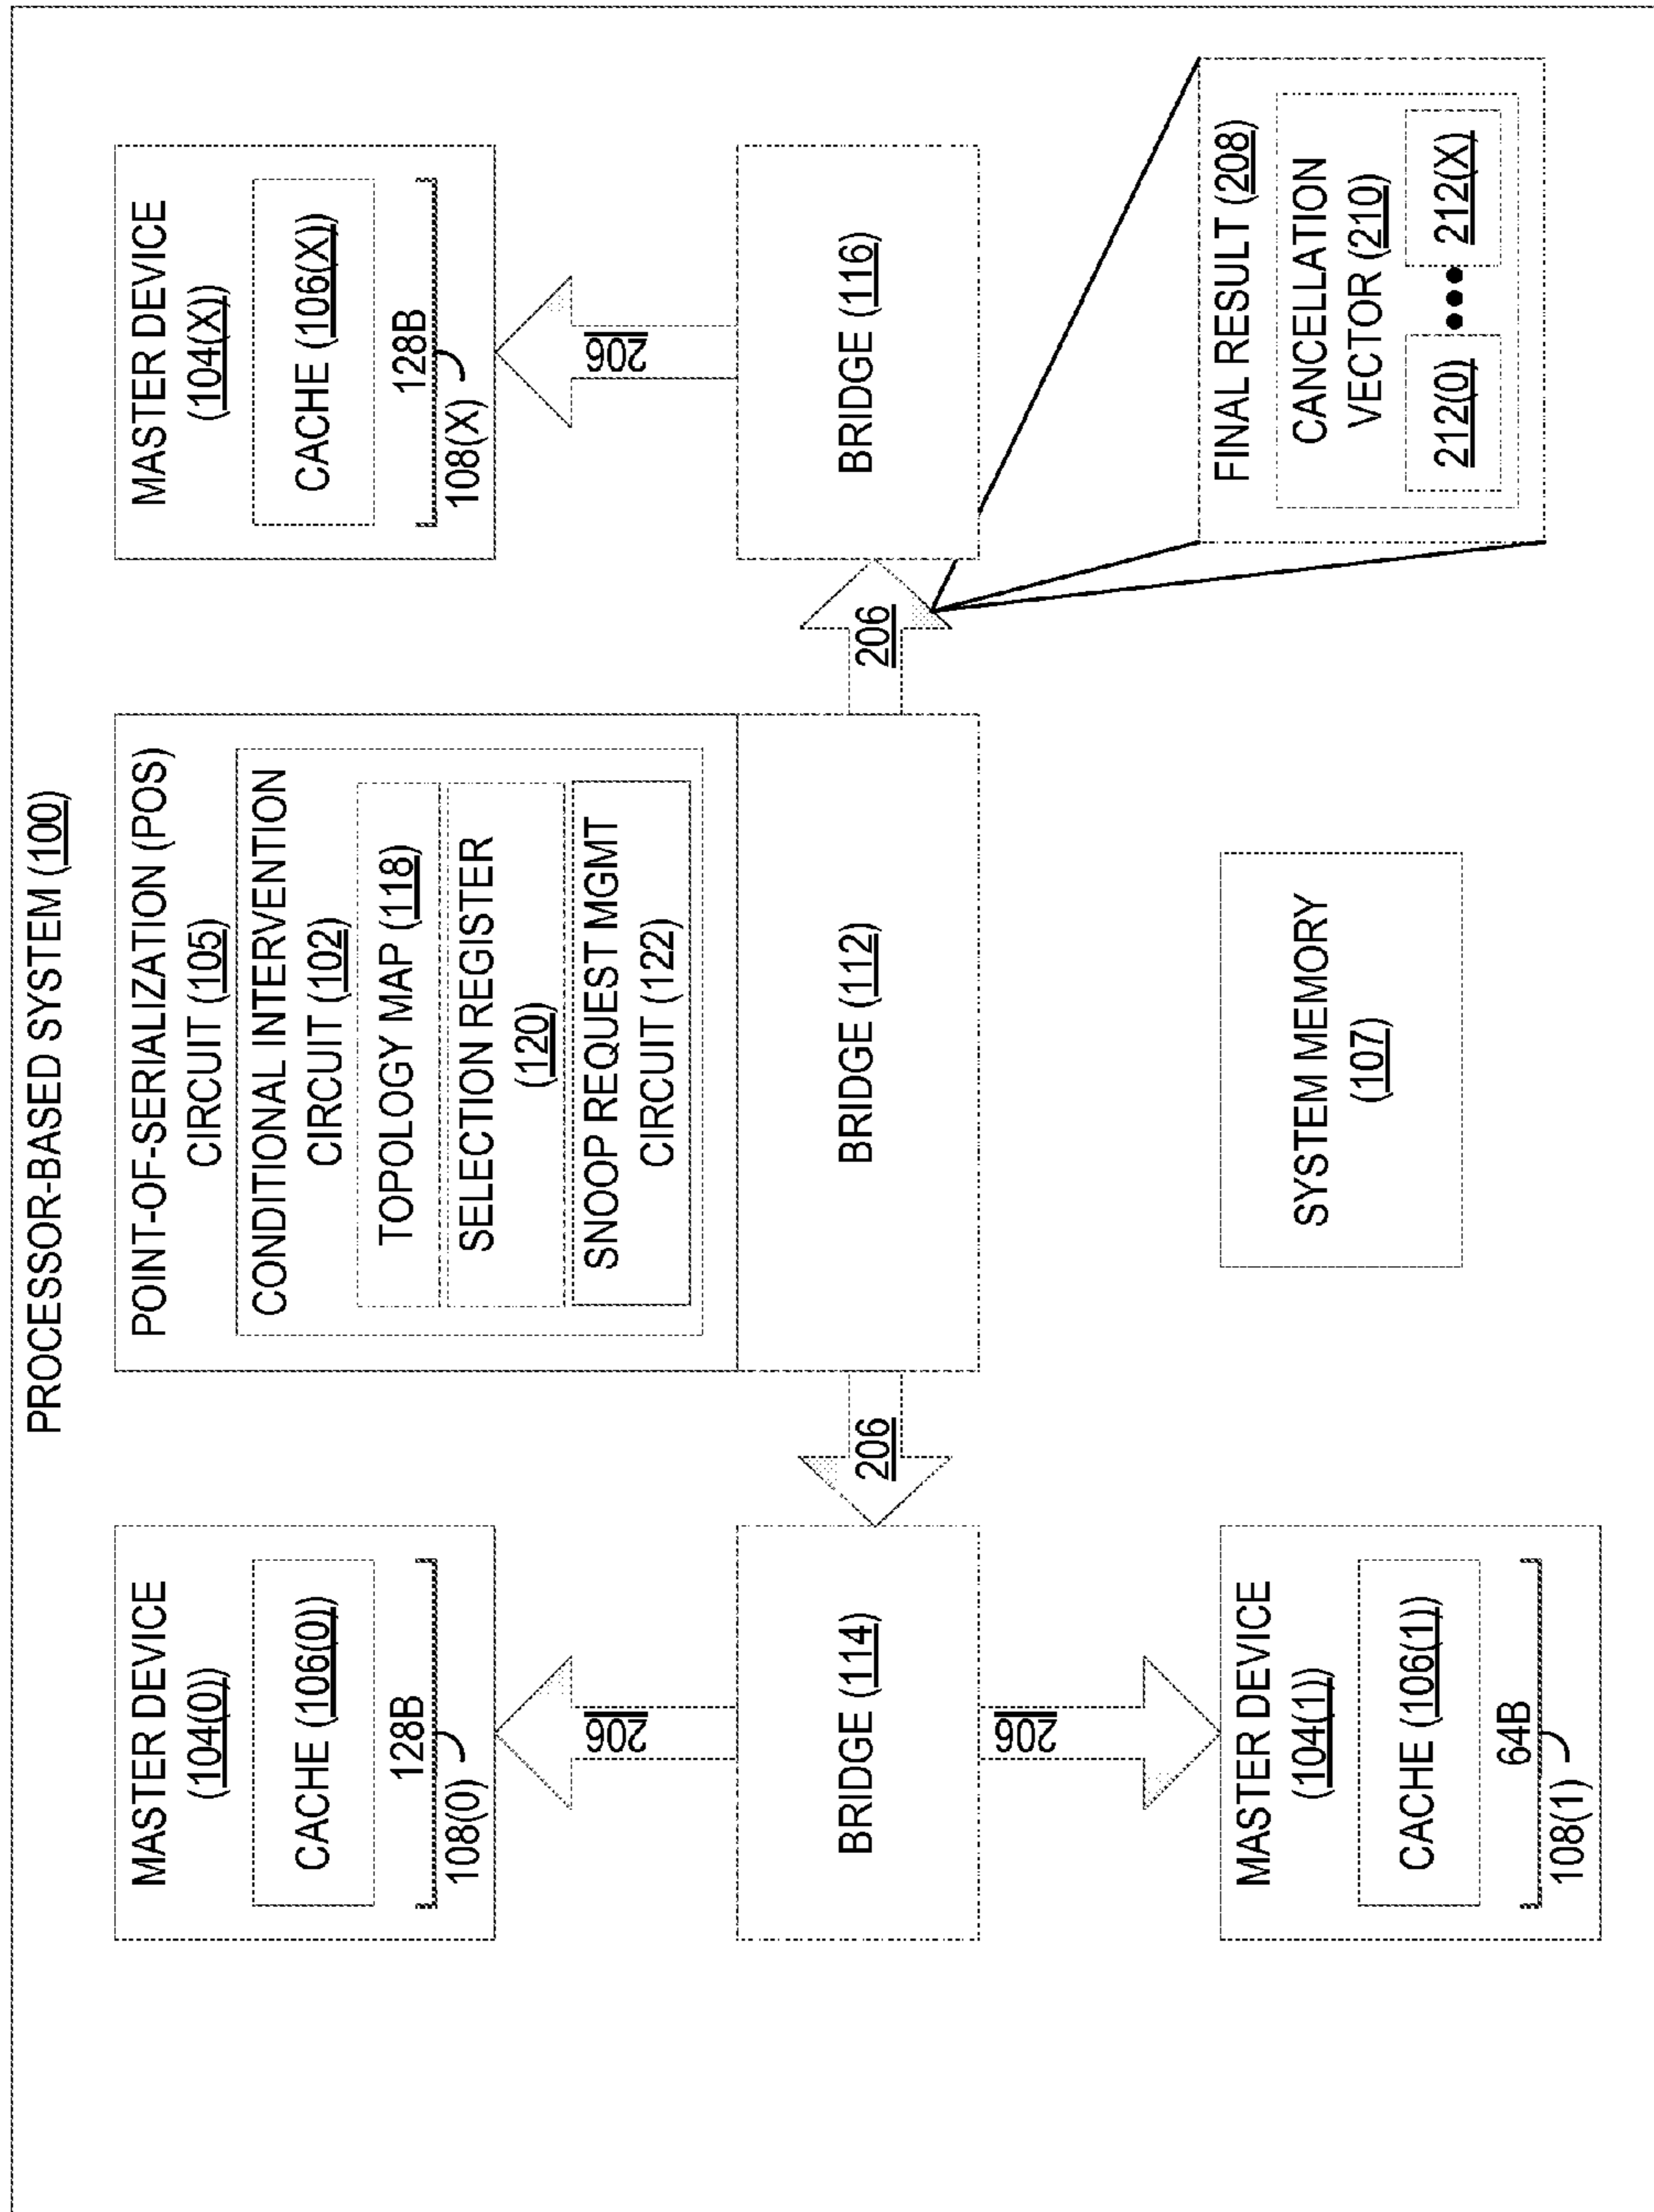 PROCESSOR-BASED SYSTEM (100)
MASTER DEVICE
(104(0))
CACHE (106(0))
128B
108(0)
POINT-OF-SERIALIZATION (POS)
CIRCUIT (105)
CONDITIONAL INTERVENTION
CIRCUIT (102)
TOPOLOGY MAP (118)
SELECTION REGISTER
(120)
SNOOP REQUEST MGMT
CIRCUIT (122)
MASTER DEVICE
(104(X))
CACHE (106(X))
128B
108(X)
206
206
BRIDGE (114)
206
BRIDGE (112)
206
BRIDGE (116)
206
MASTER DEVICE
(104(1))
CACHE (106(1))
64B
108(1)
SYSTEM MEMORY
(107)
FINAL RESULT (208)
CANCELLATION
VECTOR (210)
212(0)
212(X)